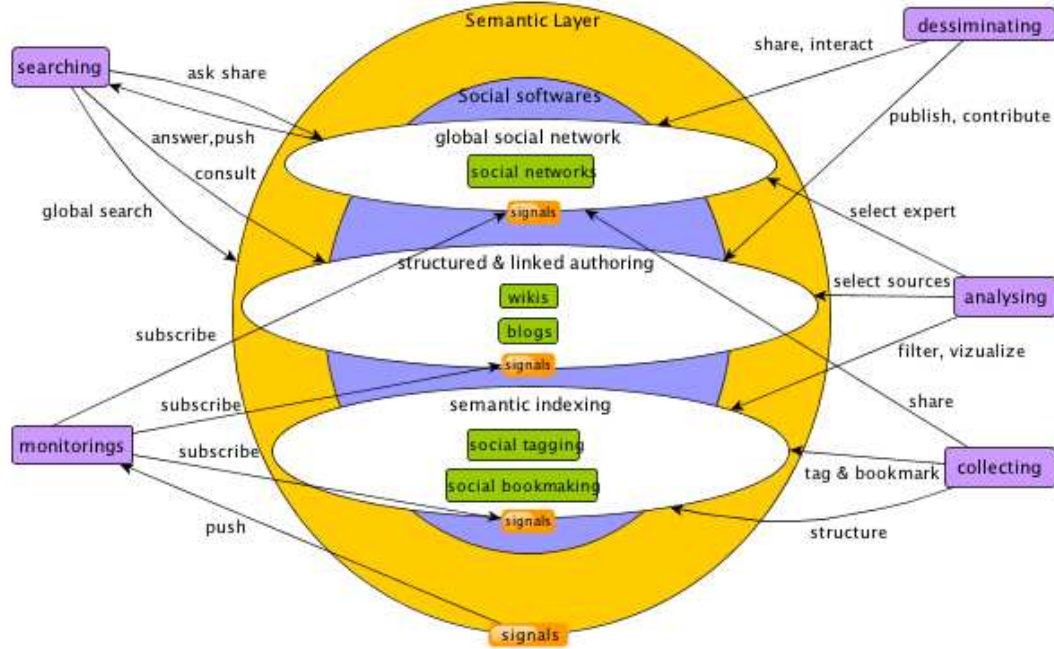 Semantic Layer
dessiminating
searching
share, interact
ask share
Social softwares
publish, contribute
answer,push
global social network
consult
social networks
global search
signals
select expert
structured & linked authoring
select sources
analysing
wikis
blogs
subscribe
filter, vizualize
signals
subscribe
semantic indexing
share
monitorings
subscribe
social tagging
tag & bookmark
collecting
social bookmaking
push
signals
structure
signals